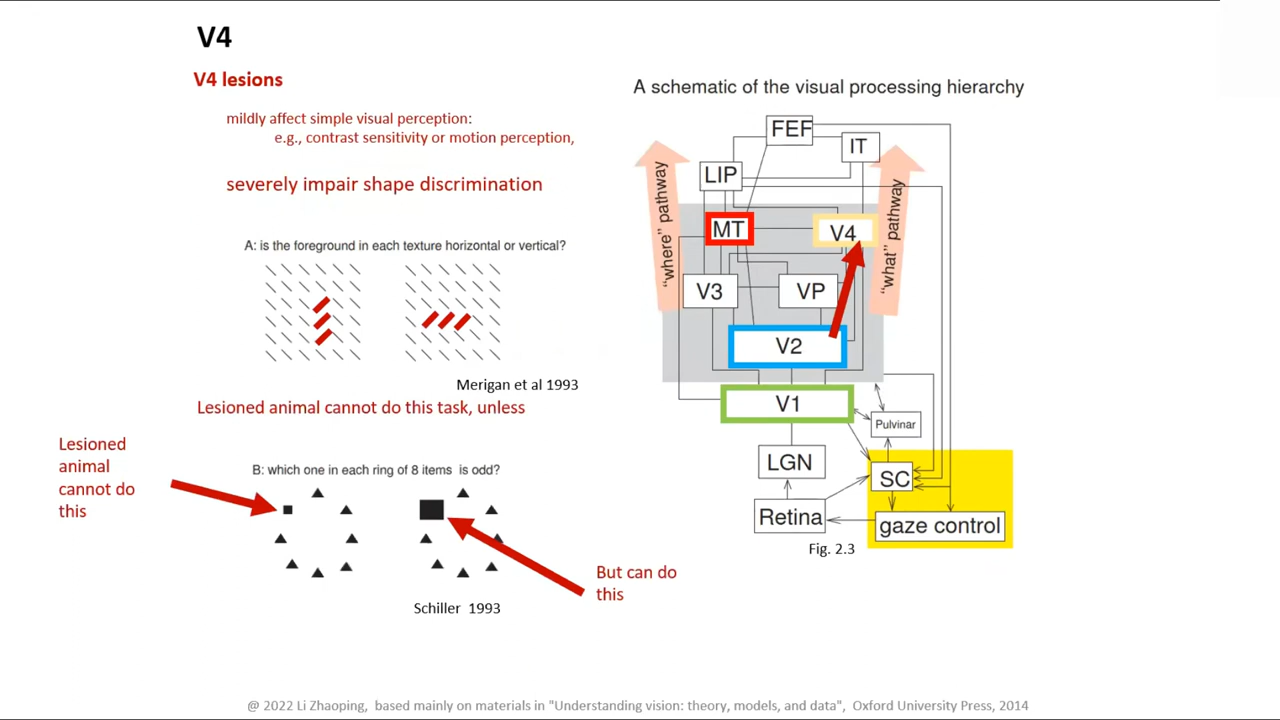 V4
V4 lesions
mildly affect simple visual perception:
e.g., contrast sensitivity or motion perception,
severely impair shape discrimination
A: is the foreground in each texture horizontal or vertical?
Merigan et al 1993
Lesioned animal cannot do this task, unless
Lesioned
animal
cannot do
this
B: which one in each ring of 8 items is odd?
But can do
this
Schiller 1993
A schematic of the visual processing hierarchy
FEF
IT
LIP
"where" pathway
"what" pathway
MT
V4
V3
VP
V2
V1
Pulvinar
LGN
SC
Retina
gaze control
Fig. 2.3
@ 2022 Li Zhaoping, based mainly on materials in "Understanding vision: theory, models, and data", Oxford University Press, 2014